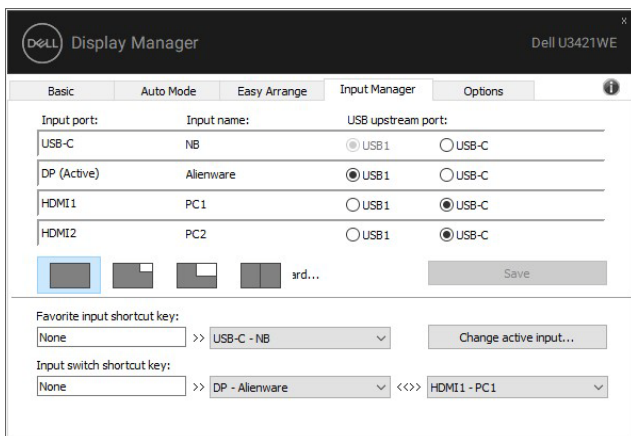 x
DELL Display Manager Dell U3421WE
Basic Auto Mode Easy Arrange Input Manager Options i
Input port: Input name: USB upstream port:
USB-C NB USB1 USB-C
DP (Active) Alienware USB1 USB-C
HDMI1 PC1 USB1 USB-C
HDMI2 PC2 USB1 USB-C
ard... Save
Favorite input shortcut key:
None >> USB-C - NB Change active input...
Input switch shortcut key:
None >> DP - Alienware <<>> HDMI1 - PC1